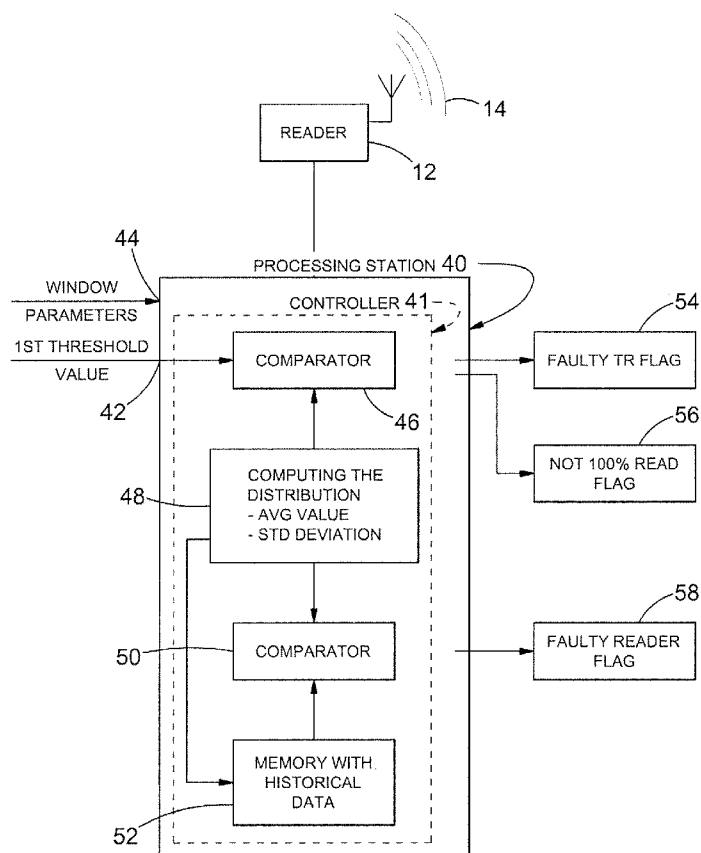 14
READER
12
44
PROCESSING STATION 40
WINDOW
PARAMETERS
CONTROLLER 41
1ST THRESHOLD
VALUE
42
COMPARATOR
46
54
FAULTY TR FLAG
56
NOT 100% READ
FLAG
48
COMPUTING THE
DISTRIBUTION
- AVG VALUE
- STD DEVIATION
58
FAULTY READER
FLAG
50
COMPARATOR
MEMORY WITH
HISTORICAL
DATA
52